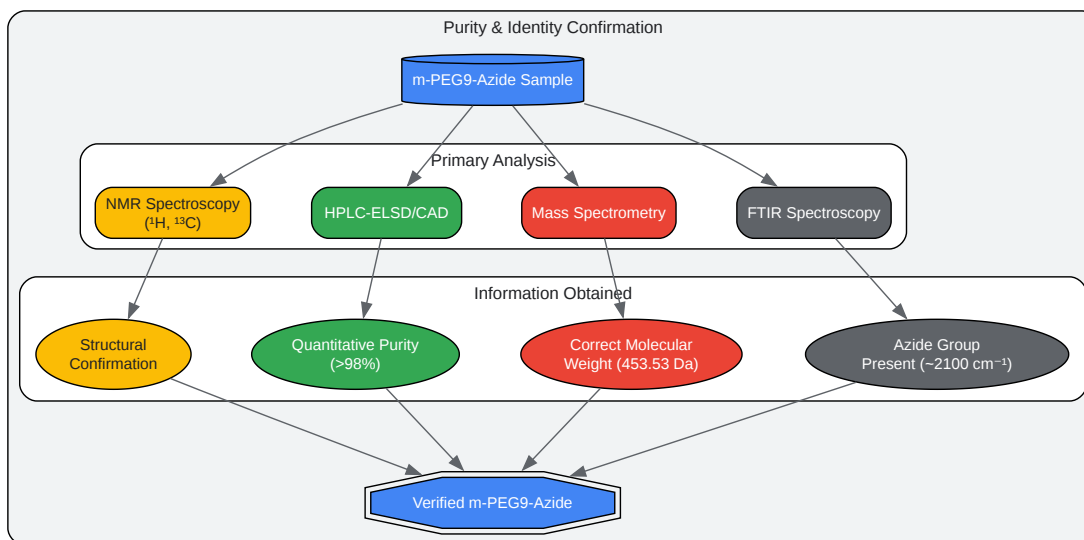 Purity & Identity Confirmation
m-PEG9-Azide Sample
Primary Analysis
NMR Spectroscopy
(¹H, ¹³C)
HPLC-ELSD/CAD
Mass Spectrometry
FTIR Spectroscopy
Information Obtained
Structural
Confirmation
Quantitative Purity
(>98%)
Correct Molecular
Weight (453.53 Da)
Azide Group
Present (~2100 cm⁻¹)
Verified m-PEG9-Azide